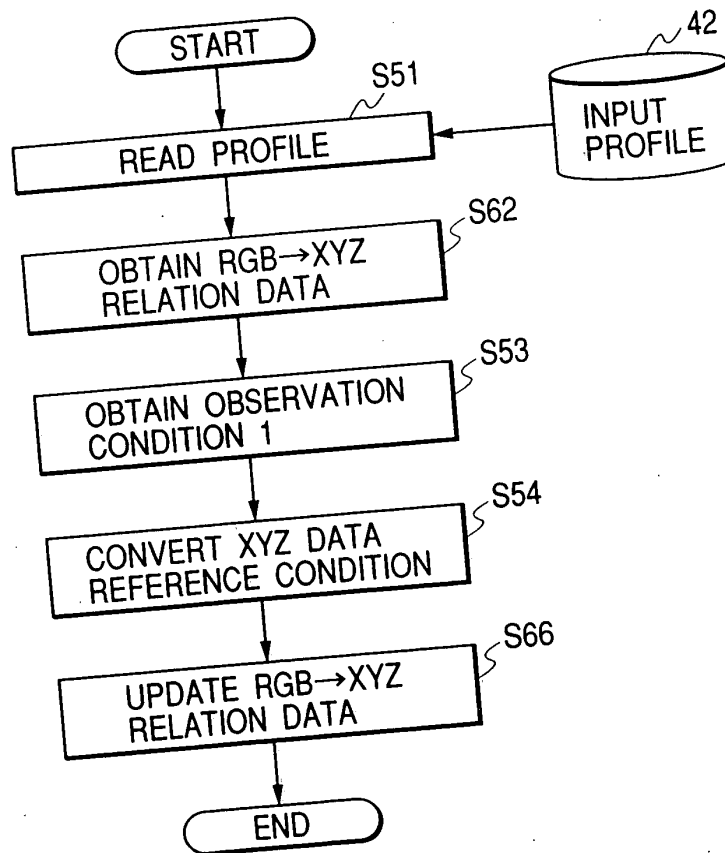 START
42
S51
INPUT
PROFILE
READ PROFILE
S62
OBTAIN RGB→XYZ
RELATION DATA
S53
OBTAIN OBSERVATION
CONDITION 1
S54
CONVERT XYZ DATA
REFERENCE CONDITION
S66
UPDATE RGB→XYZ
RELATION DATA
END